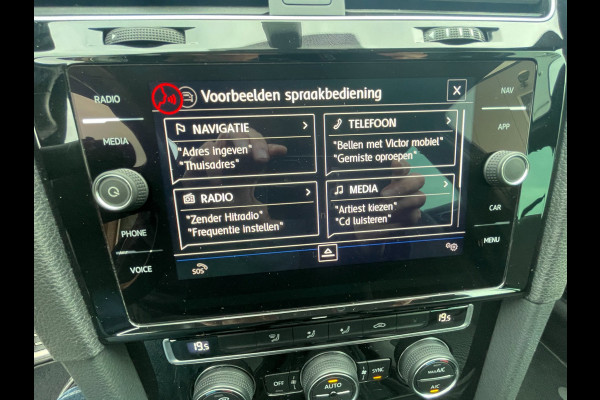 RADIO
MEDIA
PHONE
VOICE
Voorbeelden spraakbediening
X
NAVIGATIE
"Adres ingeven"
"Thuisadres"
TELEFOON
"Bellen met Victor mobiel"
"Gemiste oproepen"
RADIO
"Zender Hitradio"
"Frequentie instellen"
MEDIA
"Artiest kiezen"
"Cd luisteren"
SOS
NAV
APP
CAR
MENU
19.5
19.5
OFF
AUTO
SYNC
MAX A/C
A/C